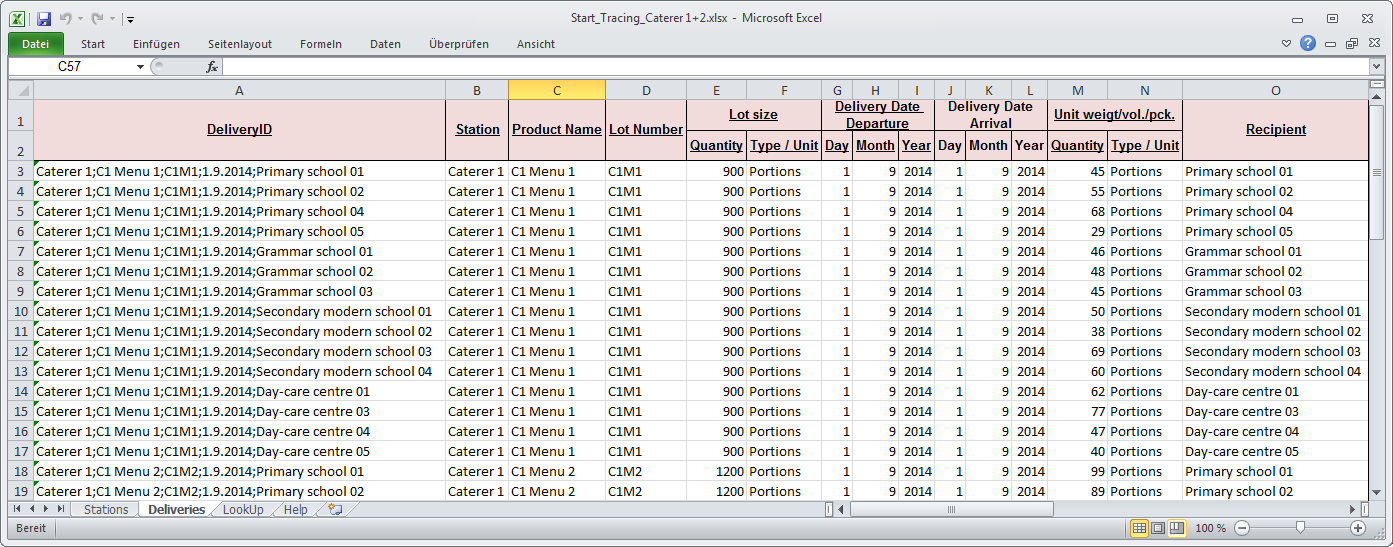 Start_Tracing_Caterer 1+2.xlsx - Microsoft Excel
Datei Start Einfügen Seitenlayout Formeln Daten Überprüfen Ansicht
C57 fx
A B C D E F G H I J K L M N O
1 DeliveryID Station Product Name Lot Number Lot size Delivery Date Departure Delivery Date Arrival Unit weigt/vol./pck. Recipient
2 Quantity Type / Unit Day Month Year Day Month Year Quantity Type / Unit
3 Caterer 1;C1 Menu 1;C1M1;1.9.2014;Primary school 01 Caterer 1 C1 Menu 1 C1M1 900 Portions 1 9 2014 1 9 2014 45 Portions Primary school 01
4 Caterer 1;C1 Menu 1;C1M1;1.9.2014;Primary school 02 Caterer 1 C1 Menu 1 C1M1 900 Portions 1 9 2014 1 9 2014 55 Portions Primary school 02
5 Caterer 1;C1 Menu 1;C1M1;1.9.2014;Primary school 04 Caterer 1 C1 Menu 1 C1M1 900 Portions 1 9 2014 1 9 2014 68 Portions Primary school 04
6 Caterer 1;C1 Menu 1;C1M1;1.9.2014;Primary school 05 Caterer 1 C1 Menu 1 C1M1 900 Portions 1 9 2014 1 9 2014 29 Portions Primary school 05
7 Caterer 1;C1 Menu 1;C1M1;1.9.2014;Grammar school 01 Caterer 1 C1 Menu 1 C1M1 900 Portions 1 9 2014 1 9 2014 46 Portions Grammar school 01
8 Caterer 1;C1 Menu 1;C1M1;1.9.2014;Grammar school 02 Caterer 1 C1 Menu 1 C1M1 900 Portions 1 9 2014 1 9 2014 48 Portions Grammar school 02
9 Caterer 1;C1 Menu 1;C1M1;1.9.2014;Grammar school 03 Caterer 1 C1 Menu 1 C1M1 900 Portions 1 9 2014 1 9 2014 45 Portions Grammar school 03
10 Caterer 1;C1 Menu 1;C1M1;1.9.2014;Secondary modern school 01 Caterer 1 C1 Menu 1 C1M1 900 Portions 1 9 2014 1 9 2014 50 Portions Secondary modern school 01
11 Caterer 1;C1 Menu 1;C1M1;1.9.2014;Secondary modern school 02 Caterer 1 C1 Menu 1 C1M1 900 Portions 1 9 2014 1 9 2014 38 Portions Secondary modern school 02
12 Caterer 1;C1 Menu 1;C1M1;1.9.2014;Secondary modern school 03 Caterer 1 C1 Menu 1 C1M1 900 Portions 1 9 2014 1 9 2014 69 Portions Secondary modern school 03
13 Caterer 1;C1 Menu 1;C1M1;1.9.2014;Secondary modern school 04 Caterer 1 C1 Menu 1 C1M1 900 Portions 1 9 2014 1 9 2014 60 Portions Secondary modern school 04
14 Caterer 1;C1 Menu 1;C1M1;1.9.2014;Day-care centre 01 Caterer 1 C1 Menu 1 C1M1 900 Portions 1 9 2014 1 9 2014 62 Portions Day-care centre 01
15 Caterer 1;C1 Menu 1;C1M1;1.9.2014;Day-care centre 03 Caterer 1 C1 Menu 1 C1M1 900 Portions 1 9 2014 1 9 2014 77 Portions Day-care centre 03
16 Caterer 1;C1 Menu 1;C1M1;1.9.2014;Day-care centre 04 Caterer 1 C1 Menu 1 C1M1 900 Portions 1 9 2014 1 9 2014 47 Portions Day-care centre 04
17 Caterer 1;C1 Menu 1;C1M1;1.9.2014;Day-care centre 05 Caterer 1 C1 Menu 1 C1M1 900 Portions 1 9 2014 1 9 2014 40 Portions Day-care centre 05
18 Caterer 1;C1 Menu 2;C1M2;1.9.2014;Primary school 01 Caterer 1 C1 Menu 2 C1M2 1200 Portions 1 9 2014 1 9 2014 99 Portions Primary school 01
19 Caterer 1;C1 Menu 2;C1M2;1.9.2014;Primary school 02 Caterer 1 C1 Menu 2 C1M2 1200 Portions 1 9 2014 1 9 2014 89 Portions Primary school 02
Stations Deliveries LookUp Help
Bereit 100 %